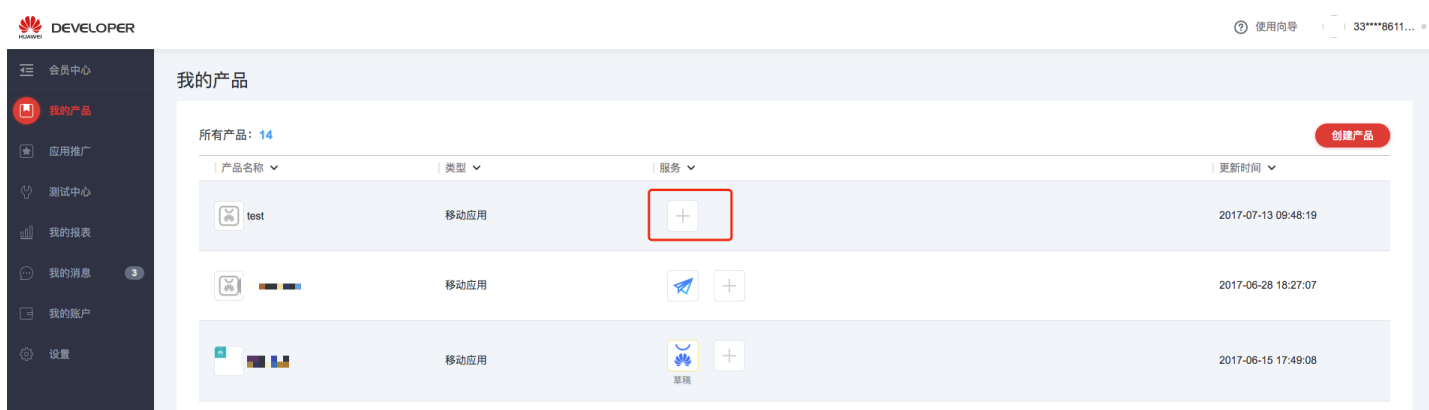 HUAWEI DEVELOPER
使用向导
33****8611...
会员中心
我的产品
应用推广
测试中心
我的报表
我的消息 3
我的账户
设置
我的产品
所有产品：14
创建产品
产品名称 类型 服务 更新时间
test 移动应用 2017-07-13 09:48:19
移动应用 2017-06-28 18:27:07
移动应用 2017-06-15 17:49:08
草稿